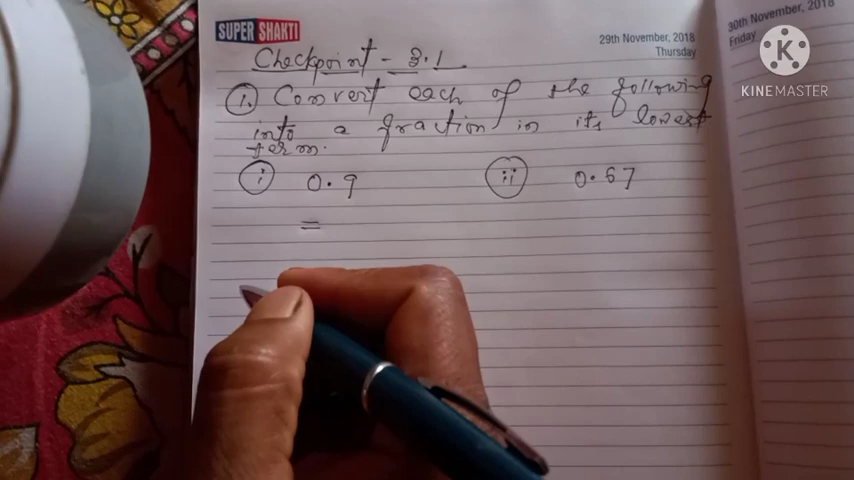 SUPER SHAKTI
29th November, 2018
Thursday
30th November, 2018
Friday
KINEMASTER
Checkpoint - 3.1
1. Convert each of the following
into a fraction in its lowest
term.
i 0.9 ii 0.67
=